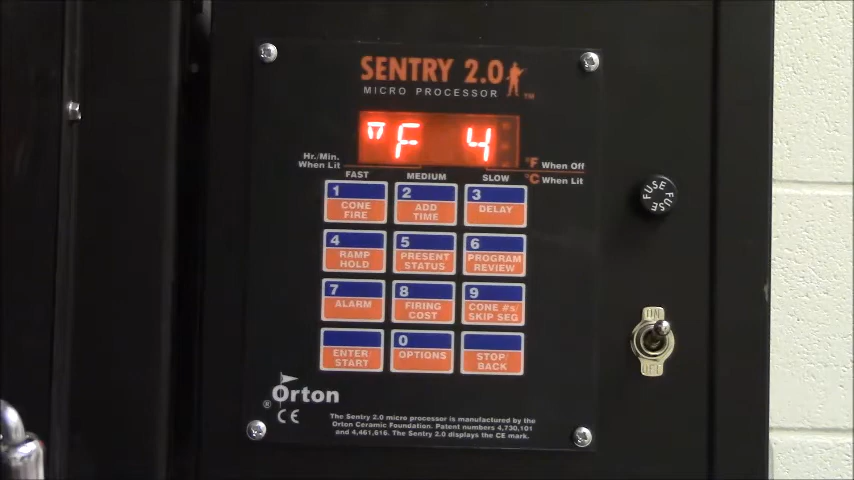 SENTRY 2.0
MICRO PROCESSOR ™
°F 4
Hr./Min.
When Lit
°F When Off
°C When Lit
FAST MEDIUM SLOW
1 2 3
CONE FIRE
ADD TIME
DELAY
4 5 6
RAMP HOLD
PRESENT STATUS
PROGRAM REVIEW
7 8 9
ALARM
FIRING COST
CONE #s/ SKIP SEG
0
ENTER/ START
OPTIONS
STOP/ BACK
Orton
®
CE
The Sentry 2.0 micro processor is manufactured by the
Orton Ceramic Foundation. Patent numbers 4,730,101
and 4,461,616. The Sentry 2.0 displays the CE mark.
FUSE FUSE
ON
OFF